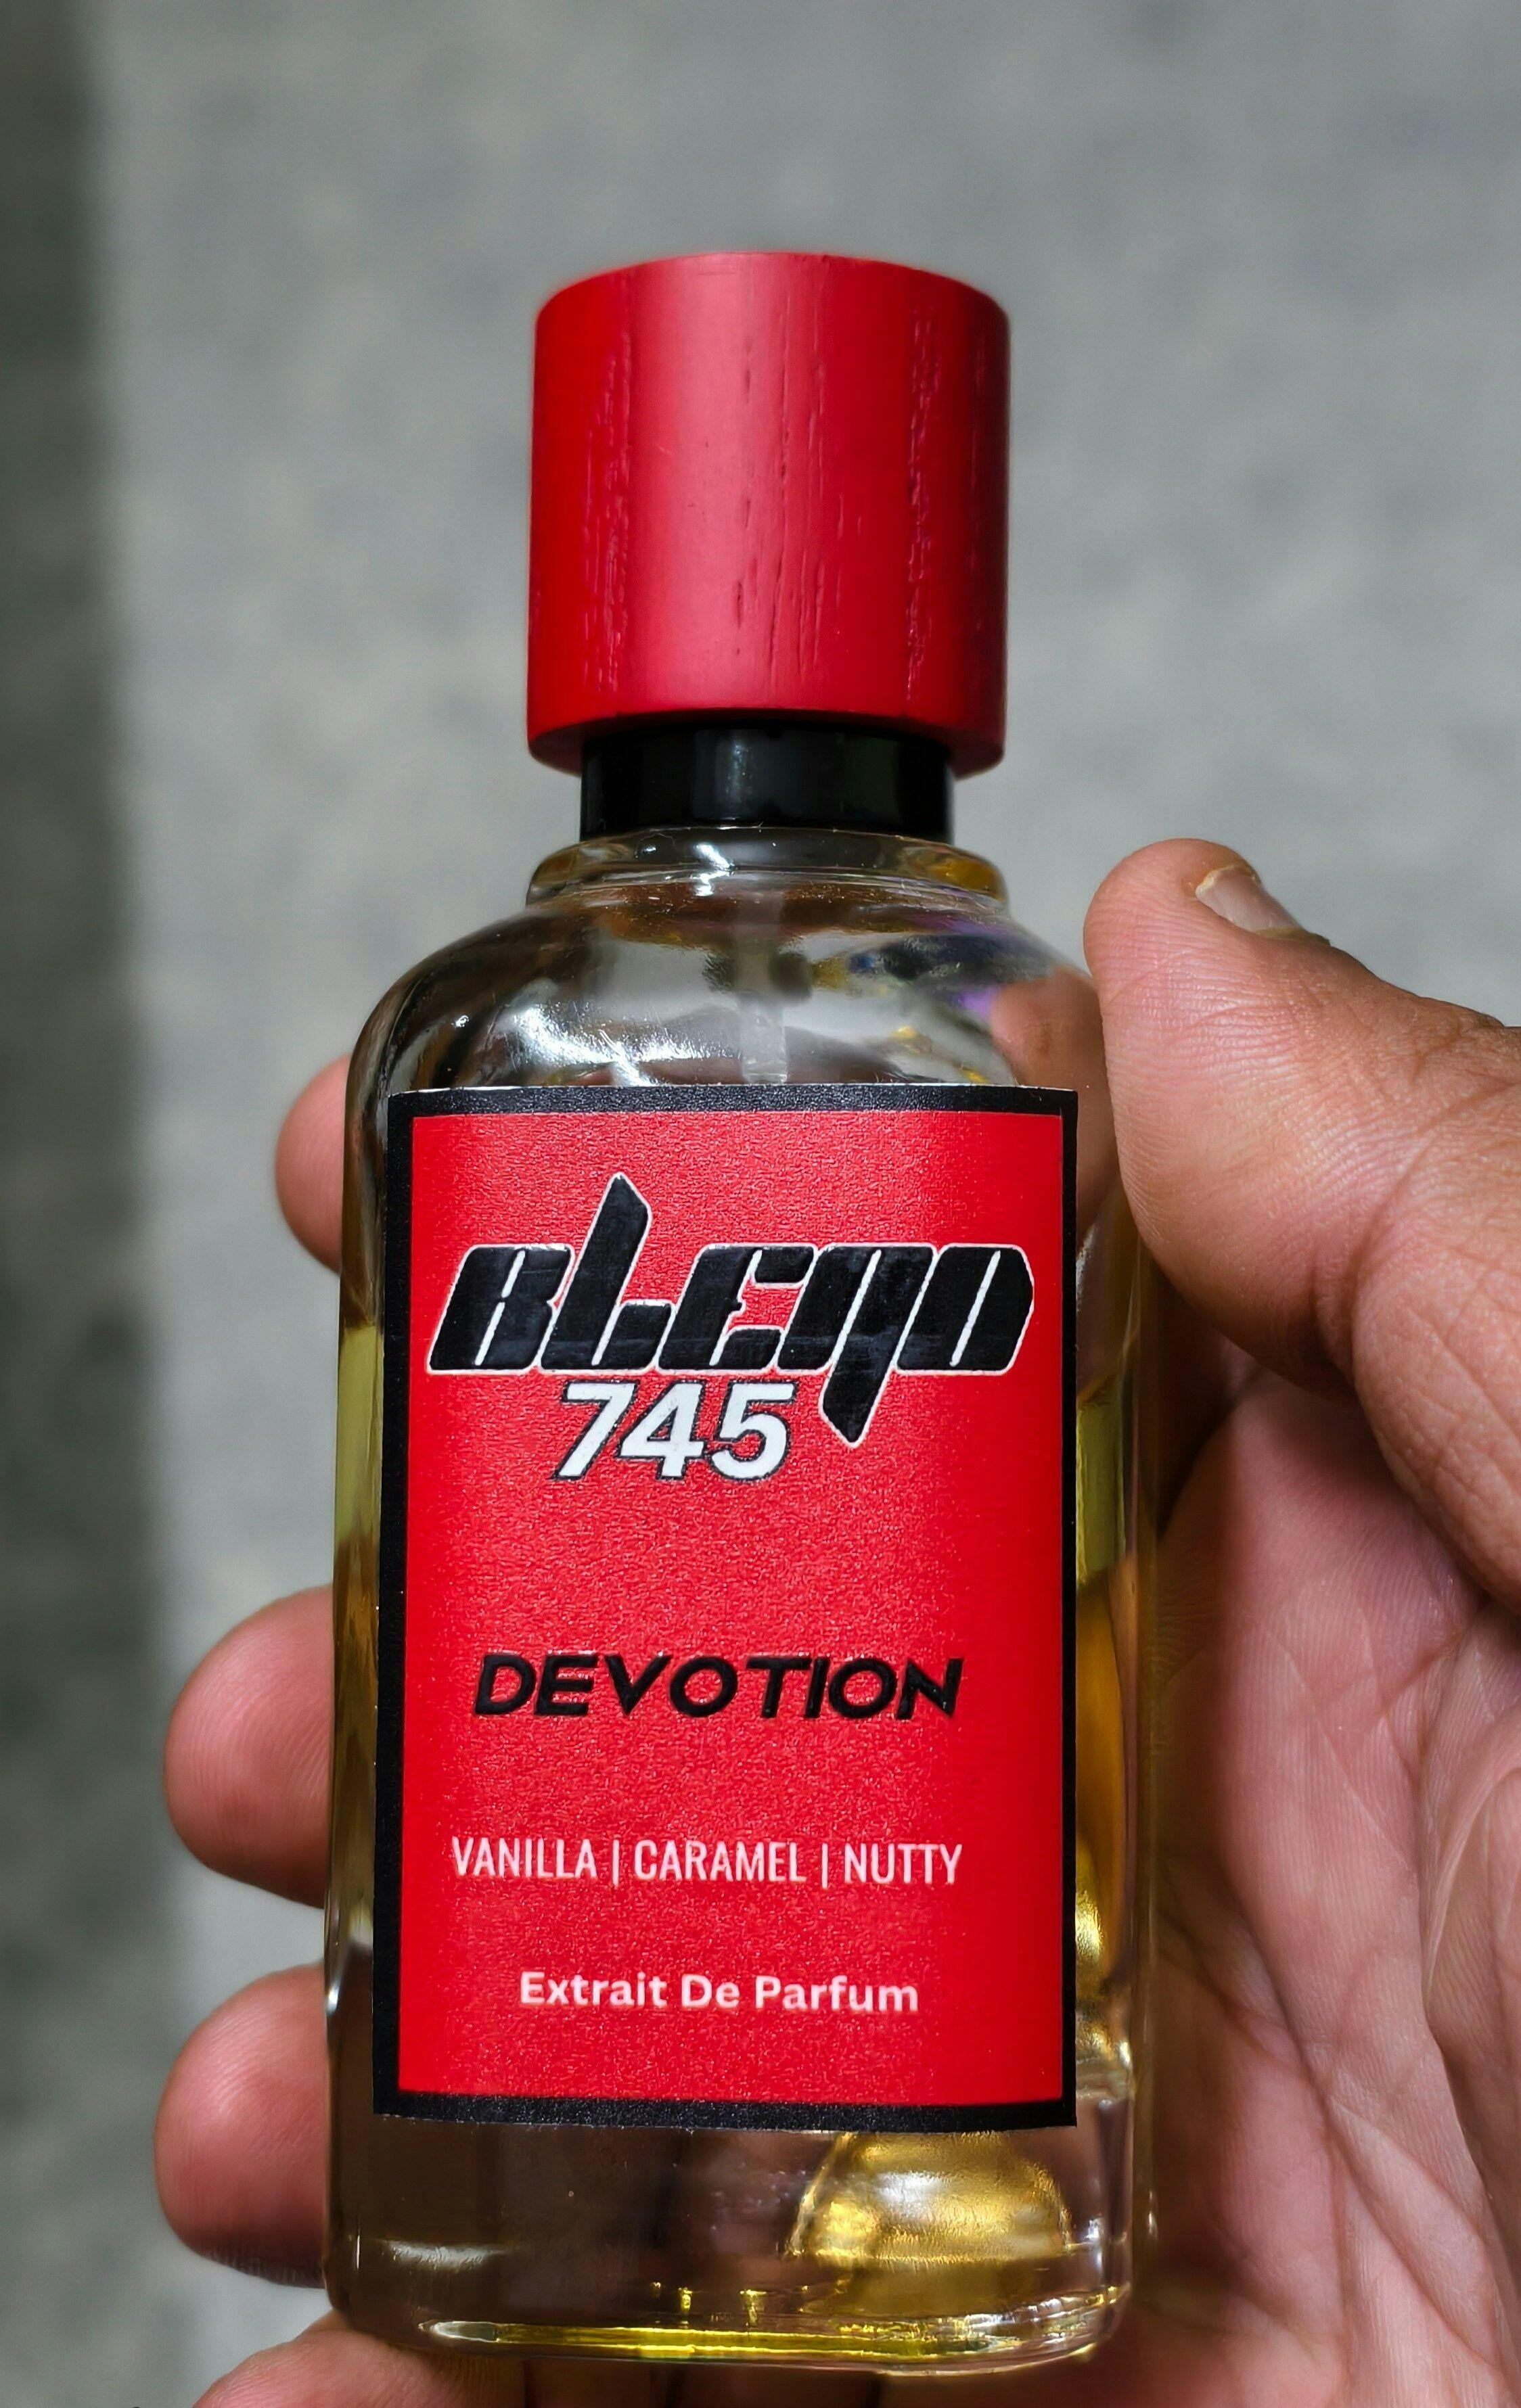 BLEND
745
DEVOTION
VANILLA | CARAMEL | NUTTY
Extrait De Parfum